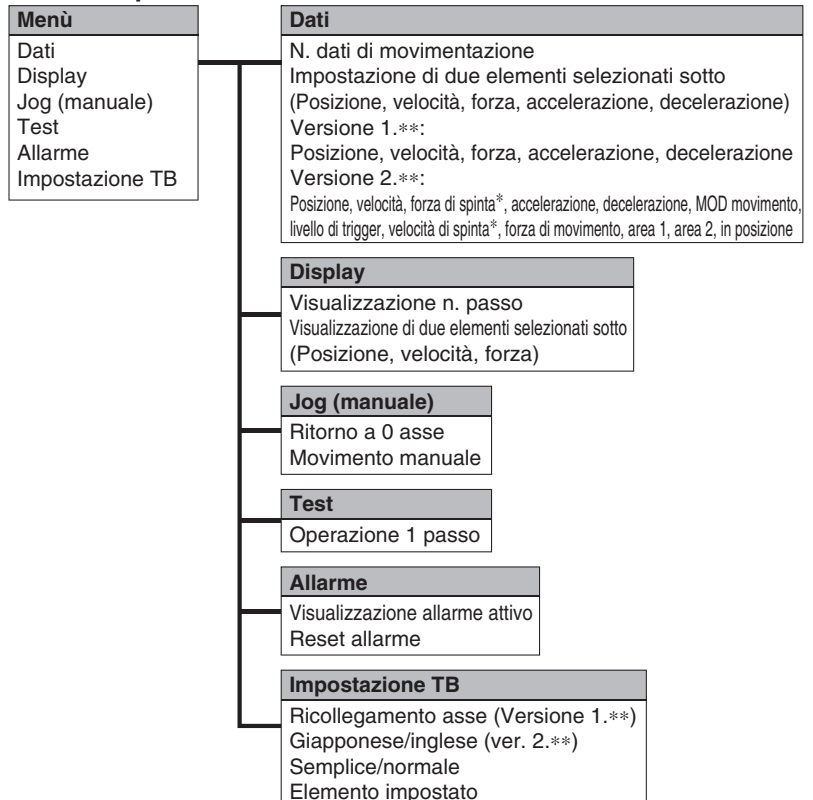 Menù
Dati
Display
Jog (manuale)
Test
Allarme
Impostazione TB
Dati
N. dati di movimentazione
Impostazione di due elementi selezionati sotto
(Posizione, velocità, forza, accelerazione, decelerazione)
Versione 1.**:
Posizione, velocità, forza, accelerazione, decelerazione
Versione 2.**:
Posizione, velocità, forza di spinta*, accelerazione, decelerazione, MOD movimento,
livello di trigger, velocità di spinta*, forza di movimento, area 1, area 2, in posizione
Display
Visualizzazione n. passo
Visualizzazione di due elementi selezionati sotto
(Posizione, velocità, forza)
Jog (manuale)
Ritorno a 0 asse
Movimento manuale
Test
Operazione 1 passo
Allarme
Visualizzazione allarme attivo
Reset allarme
Impostazione TB
Ricollegamento asse (Versione 1.**)
Giapponese/inglese (ver. 2.**)
Semplice/normale
Elemento impostato